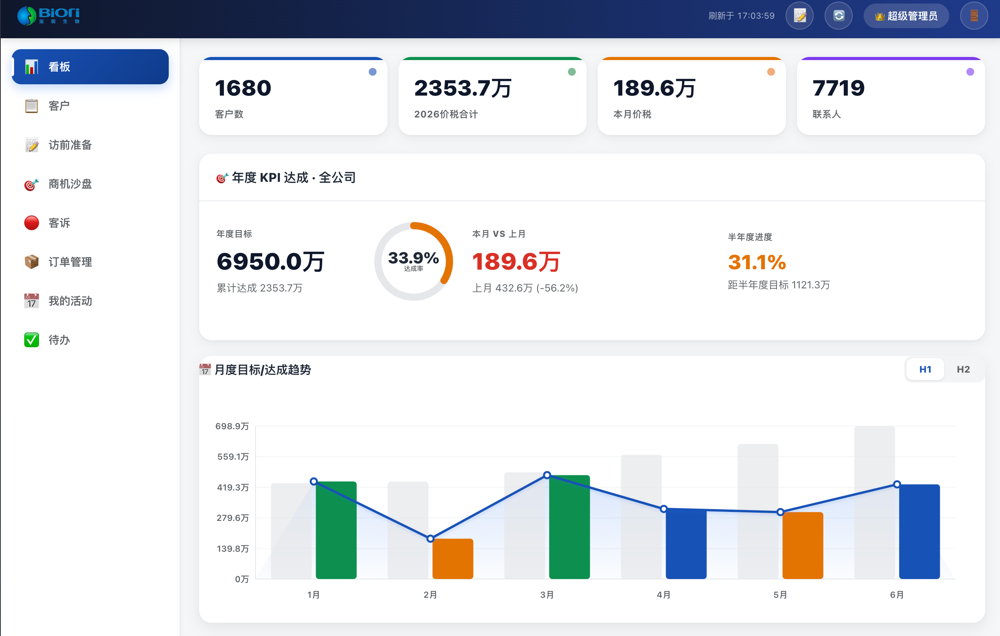 BiOri
宝锐生物
刷新于 17:03:59
超级管理员
看板
客户
访前准备
商机沙盘
客诉
订单管理
JUL
17
我的活动
待办
1680
客户数
2353.7万
2026价税合计
189.6万
本月价税
7719
联系人
年度 KPI 达成 · 全公司
年度目标
6950.0万
累计达成 2353.7万
33.9%
达成率
本月 VS 上月
189.6万
上月 432.6万 (-56.2%)
半年度进度
31.1%
距半年度目标 1121.3万
17
月度目标/达成趋势
H1
H2
698.9万
559.1万
419.3万
279.6万
139.8万
0万
1月
2月
3月
4月
5月
6月